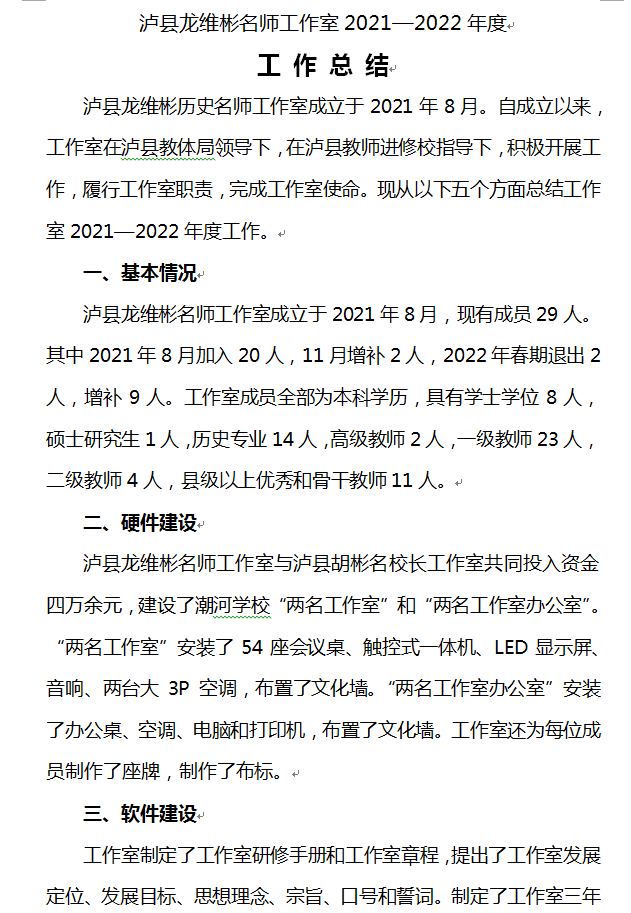 泸县龙维彬名师工作室 2021—2022 年度
工 作 总 结
泸县龙维彬历史名师工作室成立于 2021 年 8 月。自成立以来，
工作室在泸县教体局领导下，在泸县教师进修校指导下，积极开展工
作，履行工作室职责，完成工作室使命。现从以下五个方面总结工作
室 2021—2022 年度工作。
一、基本情况
泸县龙维彬名师工作室成立于 2021 年 8 月，现有成员 29 人。
其中 2021 年 8 月加入 20 人，11 月增补 2 人，2022 年春期退出 2
人，增补 9 人。工作室成员全部为本科学历，具有学士学位 8 人，
硕士研究生 1 人，历史专业 14 人，高级教师 2 人，一级教师 23 人，
二级教师 4 人，县级以上优秀和骨干教师 11 人。
二、硬件建设
泸县龙维彬名师工作室与泸县胡彬名校长工作室共同投入资金
四万余元，建设了潮河学校“两名工作室”和“两名工作室办公室”。
“两名工作室”安装了 54 座会议桌、触控式一体机、LED 显示屏、
音响、两台大 3P 空调，布置了文化墙。“两名工作室办公室”安装
了办公桌、空调、电脑和打印机，布置了文化墙。工作室还为每位成
员制作了座牌，制作了布标。
三、软件建设
工作室制定了工作室研修手册和工作室章程，提出了工作室发展
定位、发展目标、思想理念、宗旨、口号和誓词。制定了工作室三年